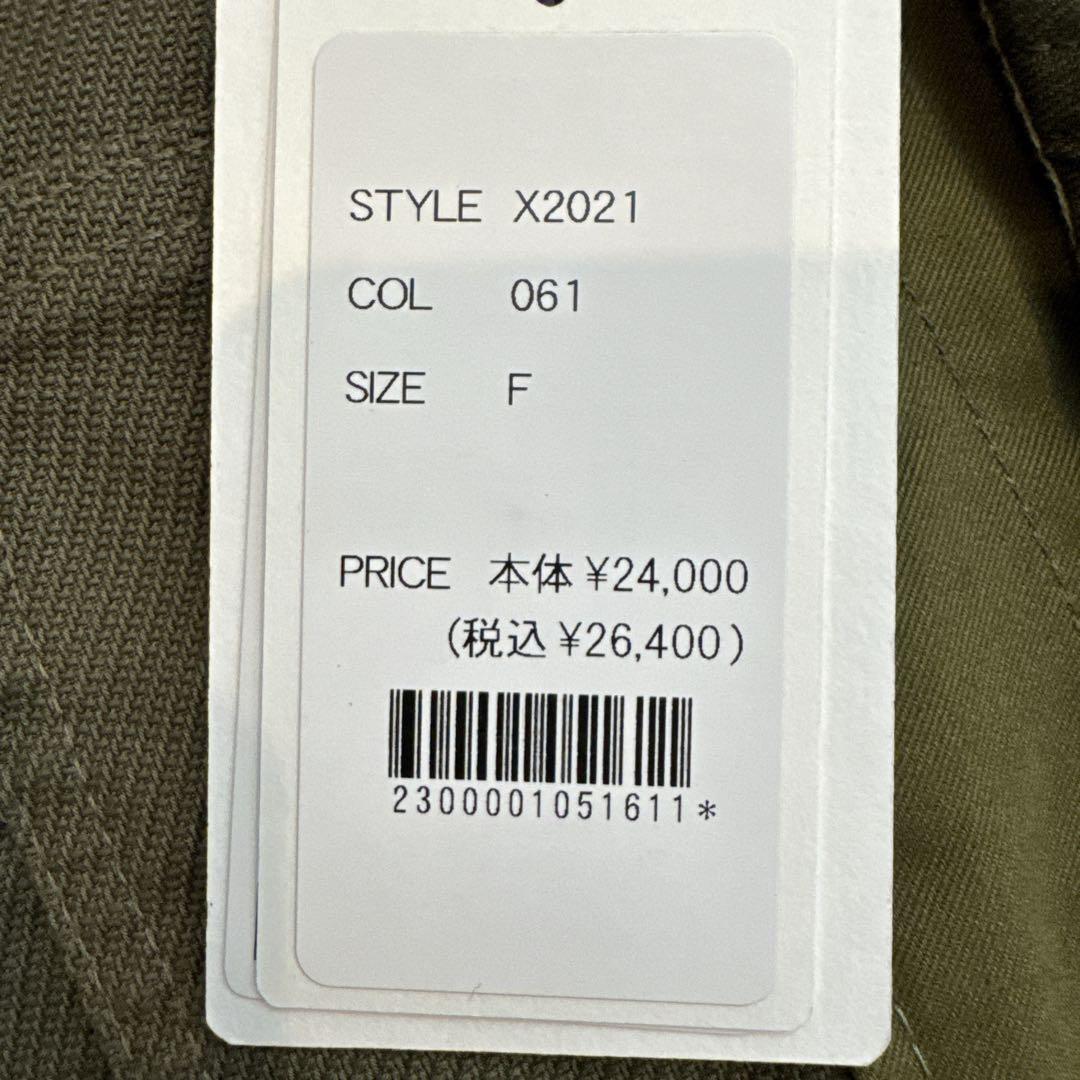 STYLE X2021
COL 061
SIZE F
PRICE 本体 ¥24,000
(税込 ¥26,400)
2300001051611*